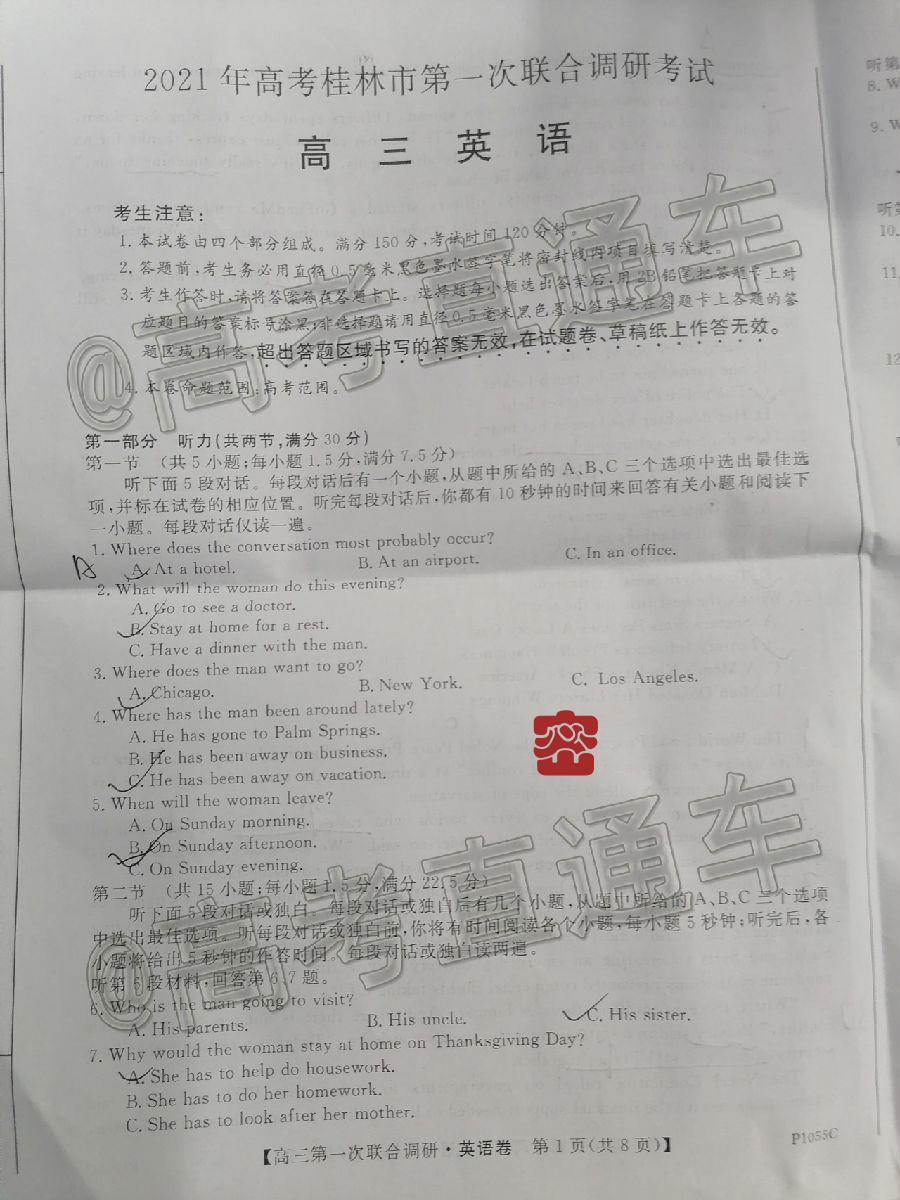 2021年高考桂林市第一次联合调研考试
高三英语
考生注意：
1. 本试卷由四个部分组成。满分150分，考试时间120分钟。
2. 答题前，考生务必用直径0.5毫米黑色墨水签字笔将密封线内项目填写清楚。
3. 考生作答时，请将答案答在答题卡上。选择题每小题选出答案后，用2B铅笔把答题卡上对
应题目的答案标号涂黑；非选择题请用直径0.5毫米黑色墨水签字笔在答题卡上各题的答
题区域内作答，超出答题区域书写的答案无效，在试题卷、草稿纸上作答无效。
4. 本卷命题范围：高考范围。
第一部分 听力（共两节，满分30分）
第一节 （共5小题；每小题1.5分，满分7.5分）
听下面5段对话。每段对话后有一个小题，从题中所给的A、B、C三个选项中选出最佳选
项，并标在试卷的相应位置。听完每段对话后，你都有10秒钟的时间来回答有关小题和阅读下
一小题。每段对话仅读一遍。
1. Where does the conversation most probably occur?
A A. At a hotel. B. At an airport. C. In an office.
2. What will the woman do this evening?
A. Go to see a doctor.
B. Stay at home for a rest.
C. Have a dinner with the man.
3. Where does the man want to go?
A. Chicago. B. New York. C. Los Angeles.
4. Where has the man been around lately?
A. He has gone to Palm Springs.
B. He has been away on business.
C. He has been away on vacation.
5. When will the woman leave?
A. On Sunday morning.
B. On Sunday afternoon.
C. On Sunday evening.
第二节 （共15小题；每小题1.5分，满分22.5分）
听下面5段对话或独白。每段对话或独白后有几个小题，从题中所给的A、B、C三个选项
中选出最佳选项。听每段对话或独白前，你将有时间阅读各个小题，每小题5秒钟；听完后，各
小题将给出5秒钟的作答时间。每段对话或独白读两遍。
听第6段材料，回答第6、7题。
6. Who is the man going to visit?
A. His parents. B. His uncle. C. His sister.
7. Why would the woman stay at home on Thanksgiving Day?
A. She has to help do housework.
B. She has to do her homework.
C. She has to look after her mother.
【高三第一次联合调研·英语卷 第1页（共8页）】
P1055C
@高考直通车
@高考直通车
密
听第
8. W
9. W
听第
10.
11.
12